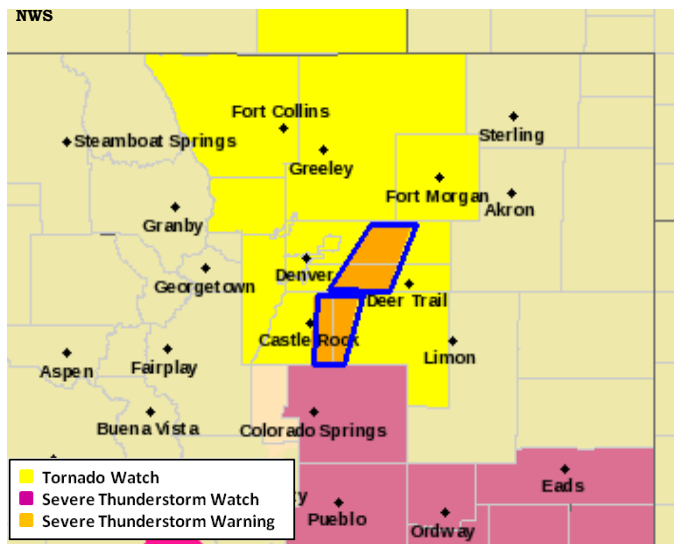 NWS
Fort Collins
Steamboat Springs
Sterling
Greeley
Fort Morgan
Akron
Granby
Denver
Georgetown
Deer Trail
Castle Rock
Limon
Fairplay
Aspen
Buena Vista
Colorado Springs
Tornado Watch
Severe Thunderstorm Watch
Severe Thunderstorm Warning
Eads
Pueblo
Ordway